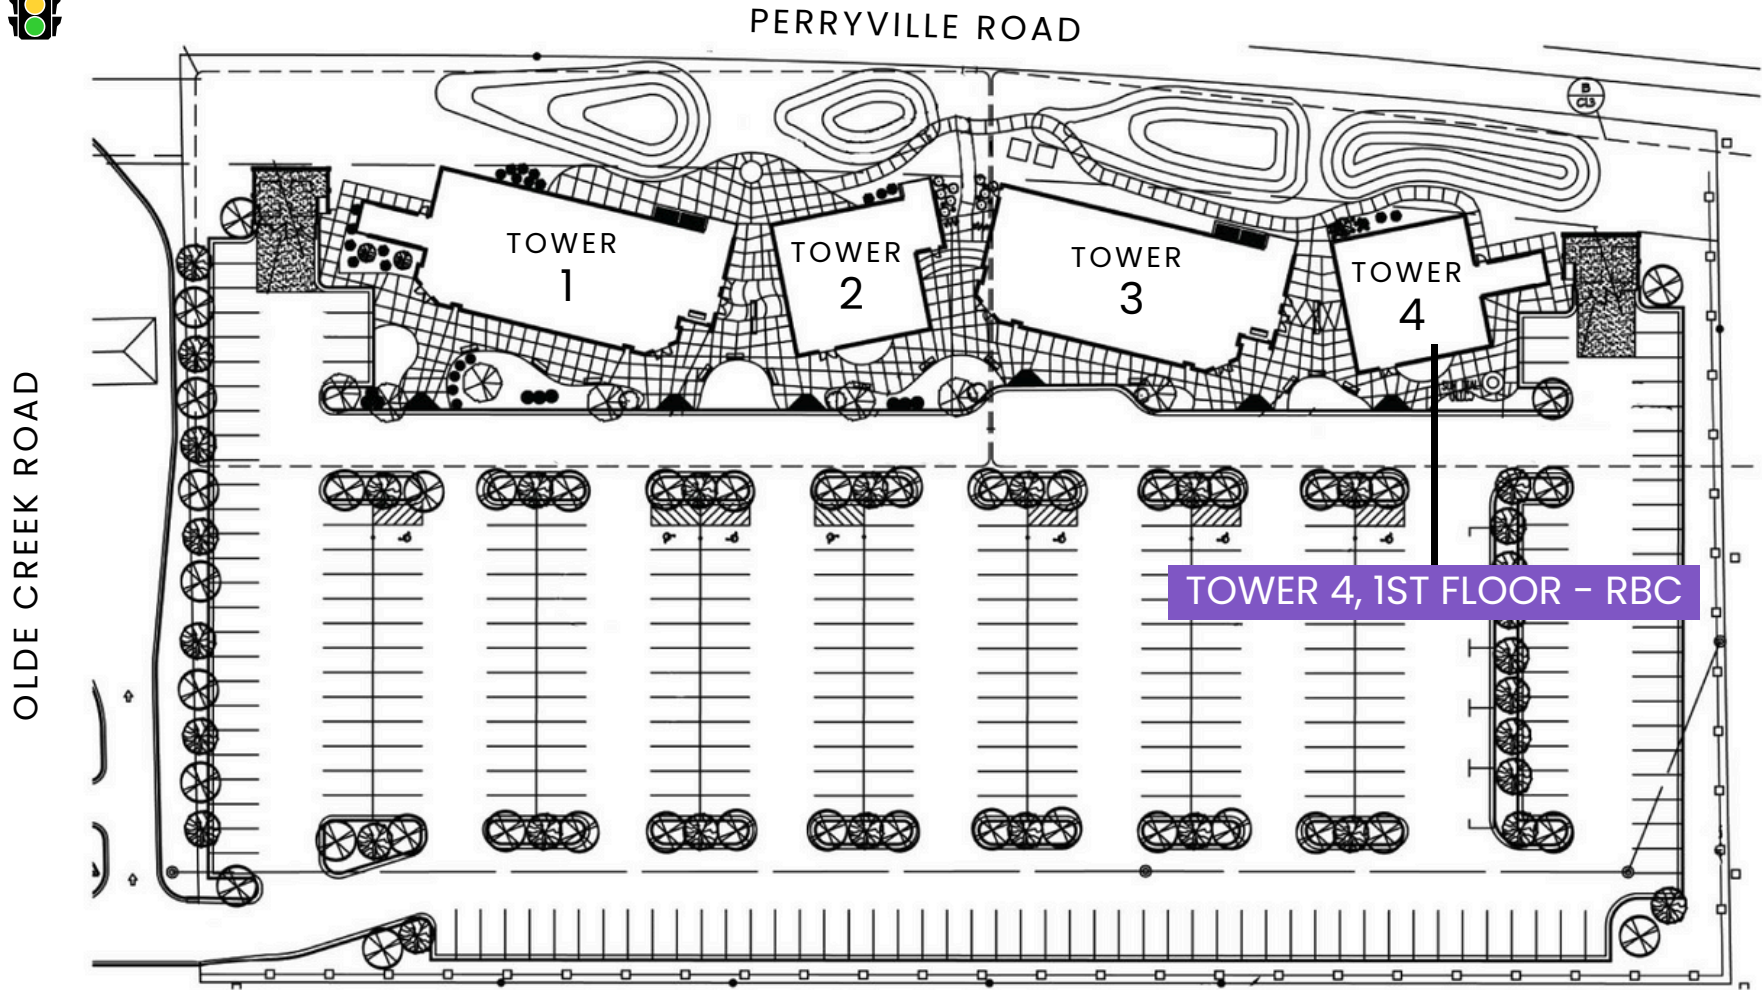 PERRYVILLE ROAD
B
TOWER
1
TOWER
2
TOWER
3
TOWER
4
OLDE CREEK ROAD
TOWER 4, 1ST FLOOR - RBC